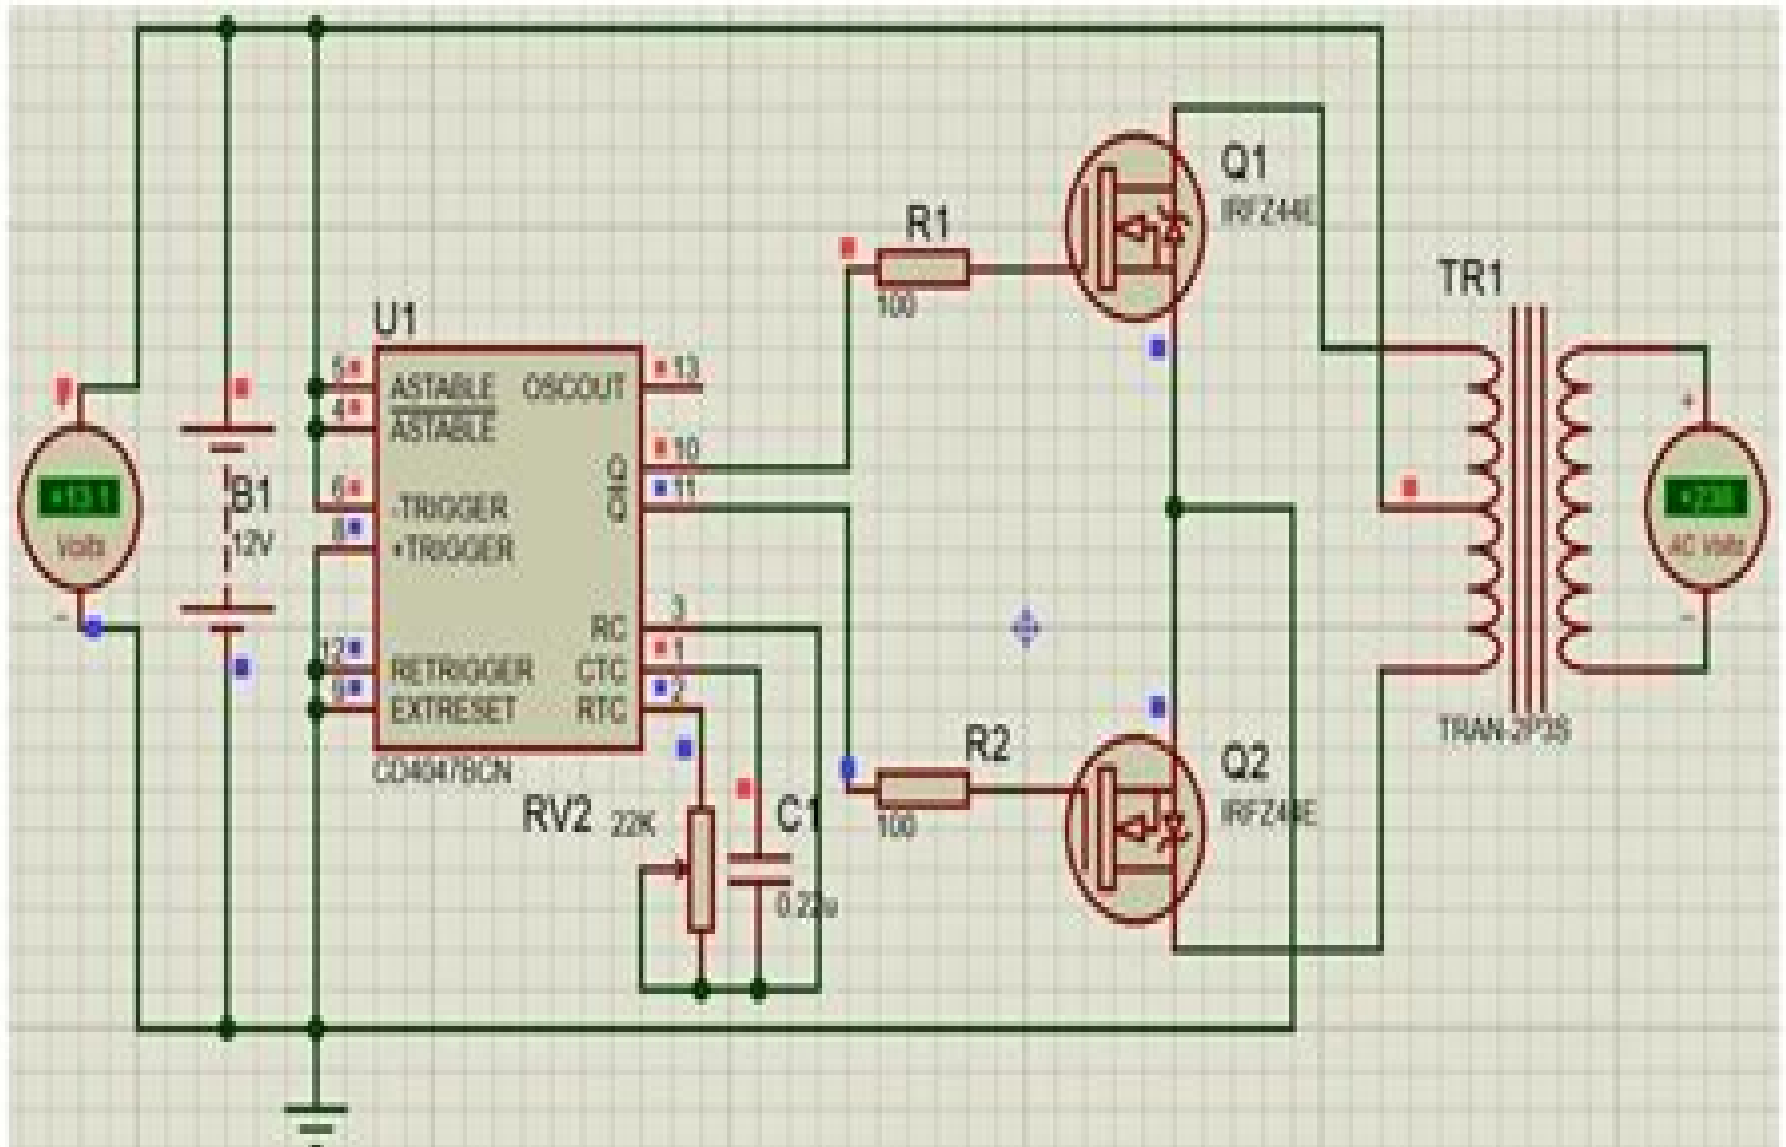 Q1
IRFZ44E
R1
100
TR1
U1
5
ASTABLE
OSCOUT
13
4
ASTABLE
Q
10
Q
11
6
-TRIGGER
8
+TRIGGER
RC
3
12
RETRIGGER
CTC
1
9
EXTRESET
RTC
2
CD4047BCN
Volts
B1
12V
+
AC Volts
-
-
TRAN-2P3S
R2
100
Q2
IRFZ44E
RV2
22K
C1
0.22u